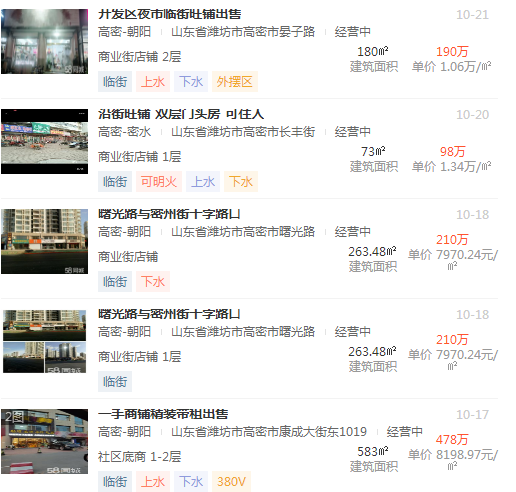 开发区夜市临街旺铺出售 10-21
高密-朝阳 山东省潍坊市高密市晏子路 经营中
商业街店铺 2层 180㎡ 190万
建筑面积 单价 1.06万/㎡
临街 上水 下水 外摆区
沿街旺铺 双层门头房 可住人 10-20
高密-密水 山东省潍坊市高密市长丰街 经营中
商业街店铺 1层 73㎡ 98万
建筑面积 单价 1.34万/㎡
临街 可明火 上水 下水
曙光路与密州街十字路口 10-18
高密-朝阳 山东省潍坊市高密市曙光路 经营中
商业街店铺 263.48㎡ 210万
建筑面积 单价 7970.24元/㎡
临街 下水
58同城
曙光路与密州街十字路口 10-18
高密-朝阳 山东省潍坊市高密市曙光路 经营中
商业街店铺 1层 263.48㎡ 210万
建筑面积 单价 7970.24元/㎡
临街
58同城
2图
一手商铺精装带租出售 10-17
高密-朝阳 山东省潍坊市高密市康成大街东1019 经营中
社区底商 1-2层 583㎡ 478万
建筑面积 单价 8198.97元/㎡
临街 上水 下水 380V
58同城